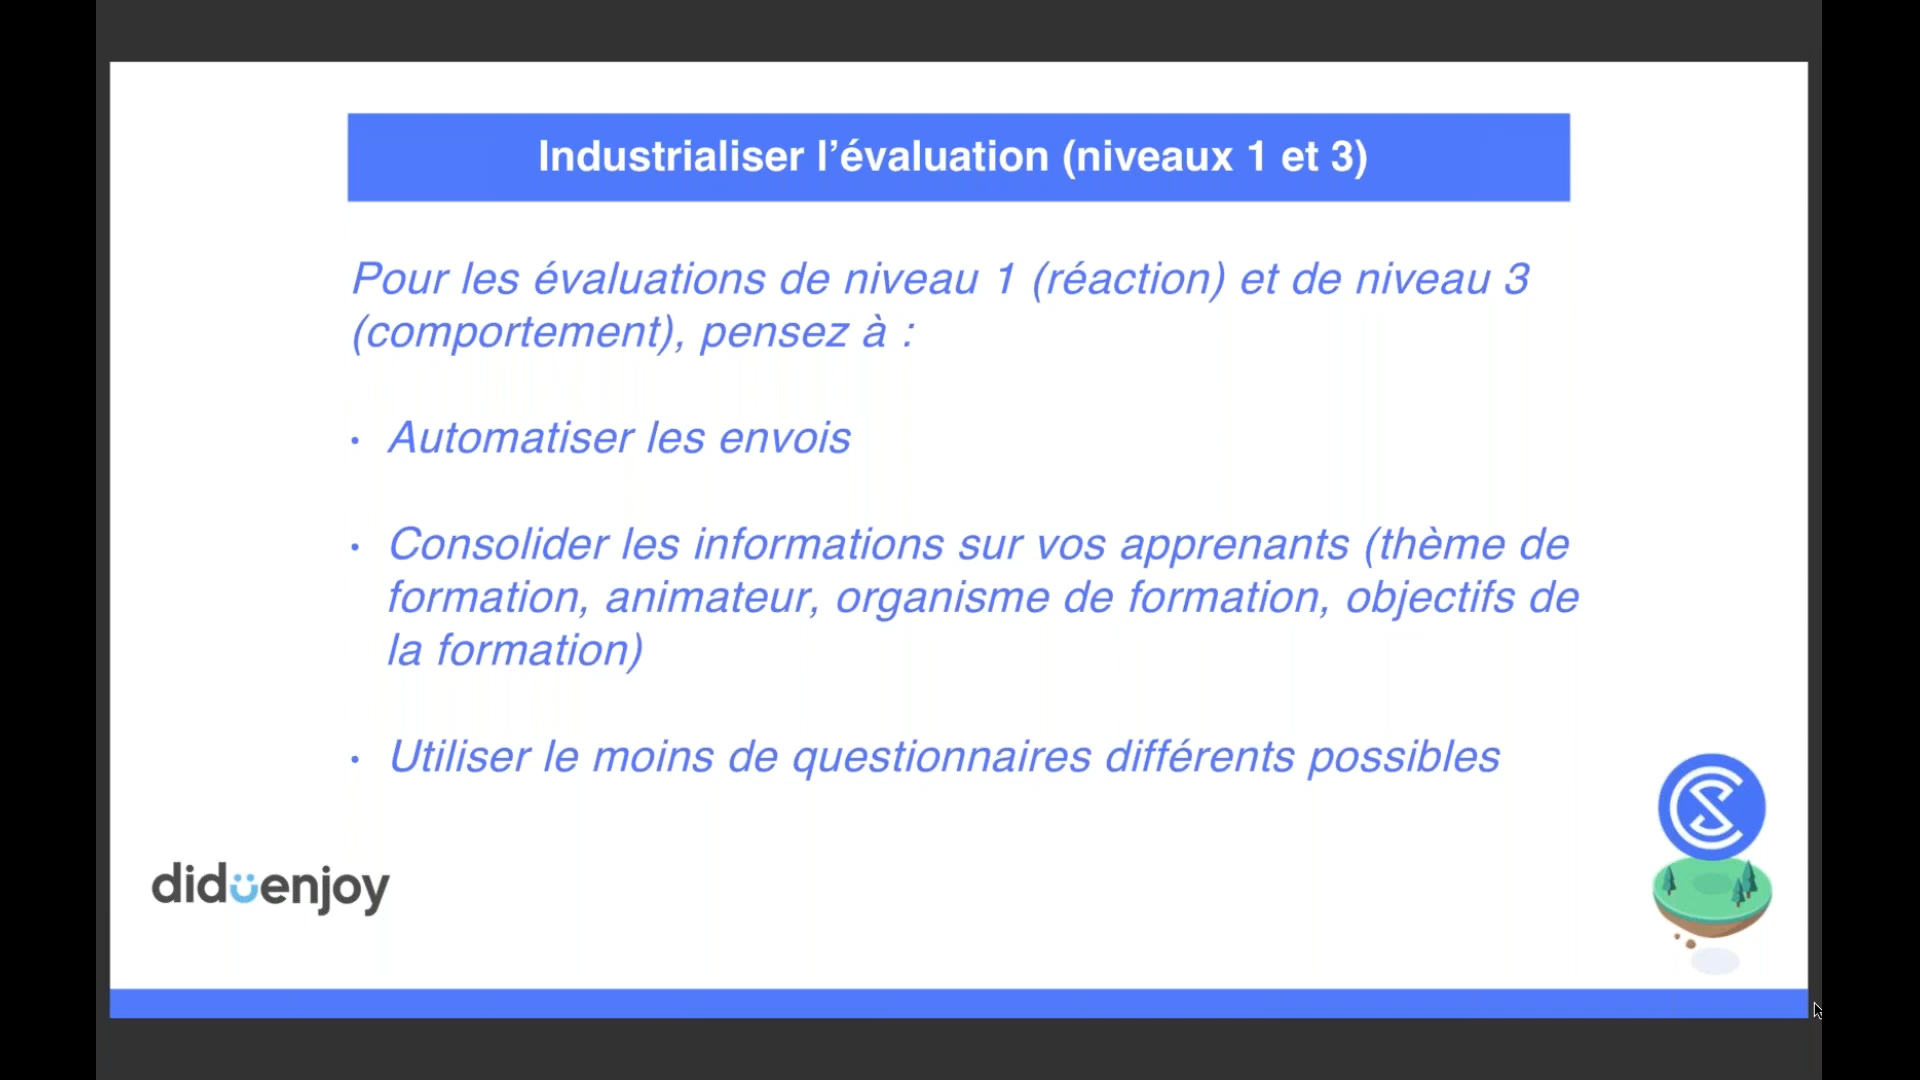 Industrialiser l’évaluation (niveaux 1 et 3)
Pour les évaluations de niveau 1 (réaction) et de niveau 3
(comportement), pensez à :
• Automatiser les envois
• Consolider les informations sur vos apprenants (thème de
formation, animateur, organisme de formation, objectifs de
la formation)
• Utiliser le moins de questionnaires différents possibles
diduenjoy